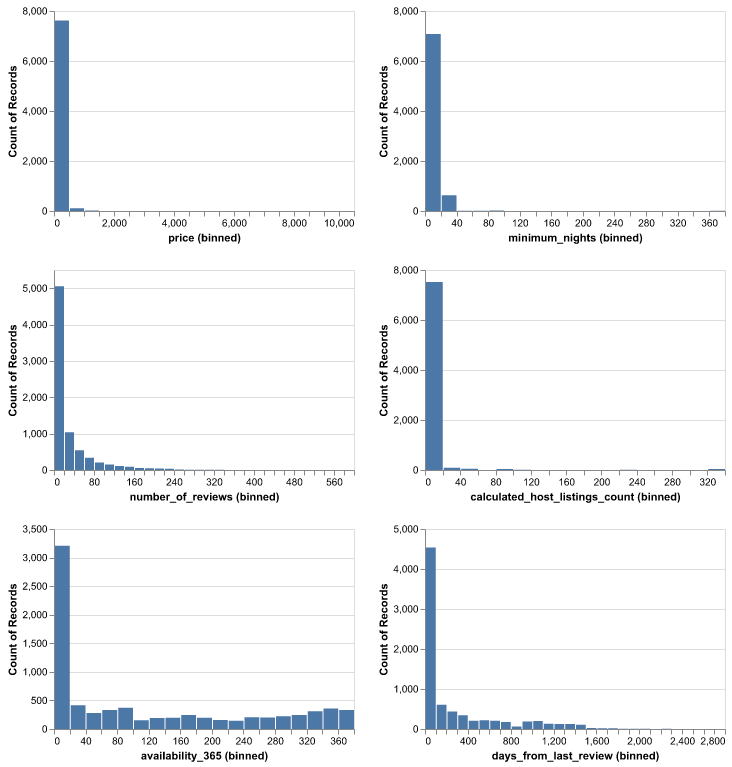 8,000
6,000
4,000
2,000
0
Count of Records
0 2,000 4,000 6,000 8,000 10,000
price (binned)
8,000
6,000
4,000
2,000
0
Count of Records
0 40 80 120 160 200 240 280 320 360
minimum_nights (binned)
5,000
4,000
3,000
2,000
1,000
0
Count of Records
0 80 160 240 320 400 480 560
number_of_reviews (binned)
8,000
6,000
4,000
2,000
0
Count of Records
0 40 80 120 160 200 240 280 320
calculated_host_listings_count (binned)
3,500
3,000
2,500
2,000
1,500
1,000
500
0
Count of Records
0 40 80 120 160 200 240 280 320 360
availability_365 (binned)
5,000
4,000
3,000
2,000
1,000
0
Count of Records
0 400 800 1,200 1,600 2,000 2,400 2,800
days_from_last_review (binned)